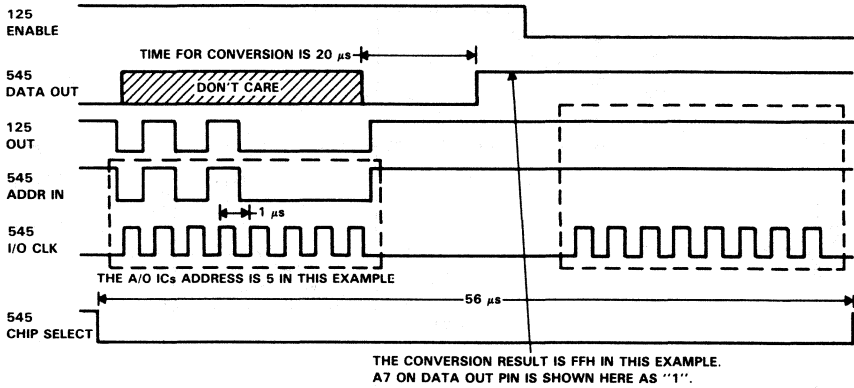 125
ENABLE
TIME FOR CONVERSION IS 20 μs
545
DATA OUT
DON'T CARE
125
OUT
545
ADDR IN
1 μs
545
I/O CLK
THE A/O ICs ADDRESS IS 5 IN THIS EXAMPLE
56 μs
545
CHIP SELECT
THE CONVERSION RESULT IS FFH IN THIS EXAMPLE.
A7 ON DATA OUT PIN IS SHOWN HERE AS "1".